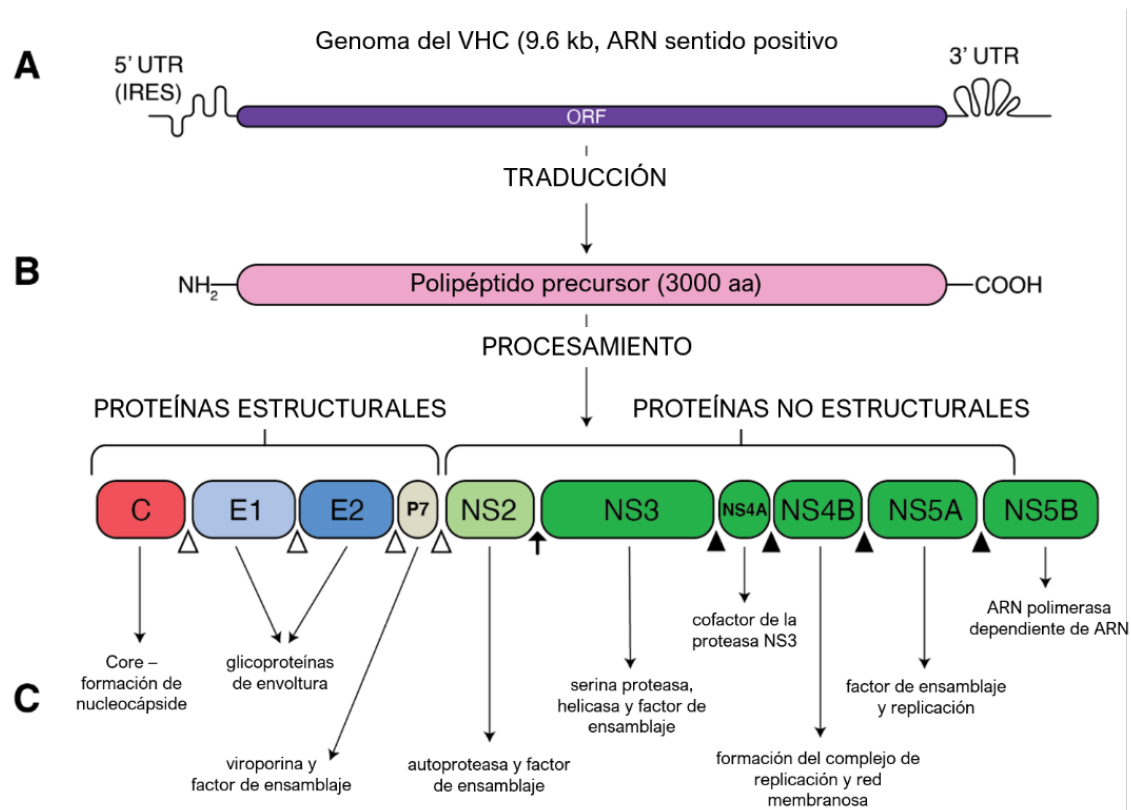 Genoma del VHC (9.6 kb, ARN sentido positivo
A
5' UTR
(IRES)
3' UTR
ORF
TRADUCCIÓN
B
NH2
Polipéptido precursor (3000 aa)
COOH
PROCESAMIENTO
PROTEÍNAS ESTRUCTURALES
PROTEÍNAS NO ESTRUCTURALES
C
E1
E2
P7
NS2
NS3
NS4A
NS4B
NS5A
NS5B
C
Core –
formación de
nucleocápside
glicoproteínas
de envoltura
viroporina y
factor de ensamblaje
autoproteasa y factor
de ensamblaje
serina proteasa,
helicasa y factor de
ensamblaje
cofactor de la
proteasa NS3
formación del complejo de
replicación y red
membranosa
factor de ensamblaje
y replicación
ARN polimerasa
dependiente de ARN